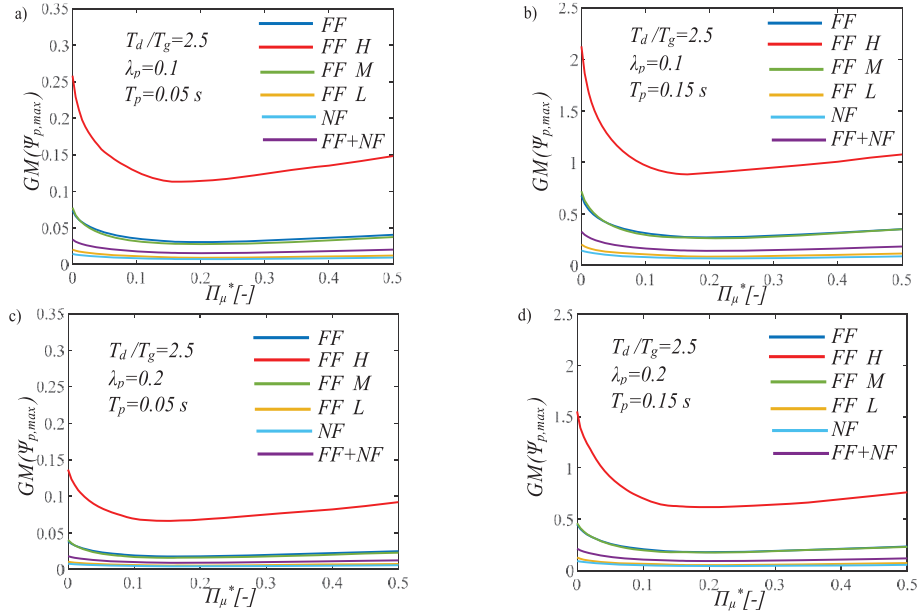 a)
GM(Ψp,max)
0.35
0.3
0.25
0.2
0.15
0.1
0.05
0
Td /Tg=2.5
λp=0.1
Tp=0.05 s
FF
FF H
FF M
FF L
NF
FF+NF
0 0.1 0.2 0.3 0.4 0.5
Πμ*[-]
b)
GM(Ψp,max)
2.5
2
1.5
1
0.5
0
Td /Tg=2.5
λp=0.1
Tp=0.15 s
FF
FF H
FF M
FF L
NF
FF+NF
0 0.1 0.2 0.3 0.4 0.5
Πμ*[-]
c)
GM(Ψp,max)
0.35
0.3
0.25
0.2
0.15
0.1
0.05
0
Td /Tg=2.5
λp=0.2
Tp=0.05 s
FF
FF H
FF M
FF L
NF
FF+NF
0 0.1 0.2 0.3 0.4 0.5
Πμ*[-]
d)
GM(Ψp,max)
2.5
2
1.5
1
0.5
0
Td /Tg=2.5
λp=0.2
Tp=0.15 s
FF
FF H
FF M
FF L
NF
FF+NF
0 0.1 0.2 0.3 0.4 0.5
Πμ*[-]